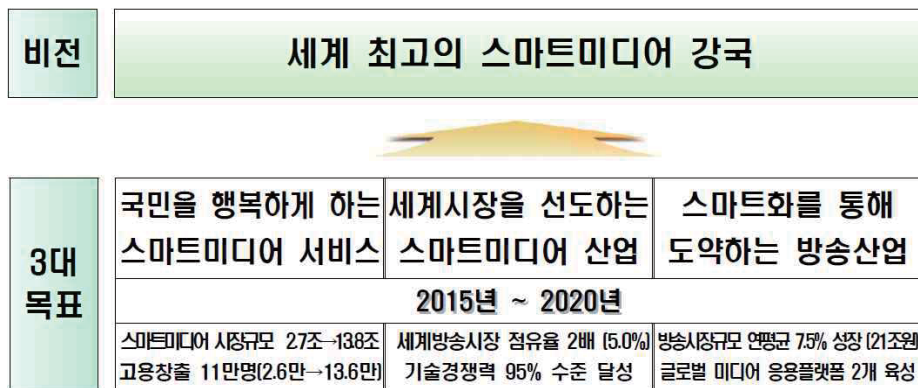 비전
세계 최고의 스마트미디어 강국
3대
목표
국민을 행복하게 하는
스마트미디어 서비스
세계시장을 선도하는
스마트미디어 산업
스마트화를 통해
도약하는 방송산업
2015년 ~ 2020년
스마트미디어 시장규모 2.7조→13.8조
고용창출 11만명(2.6만→13.6만)
세계방송시장 점유율 2배 (5.0%)
기술경쟁력 95% 수준 달성
방송시장규모 연평균 7.5% 성장 (21조원)
글로벌 미디어 응용플랫폼 2개 육성